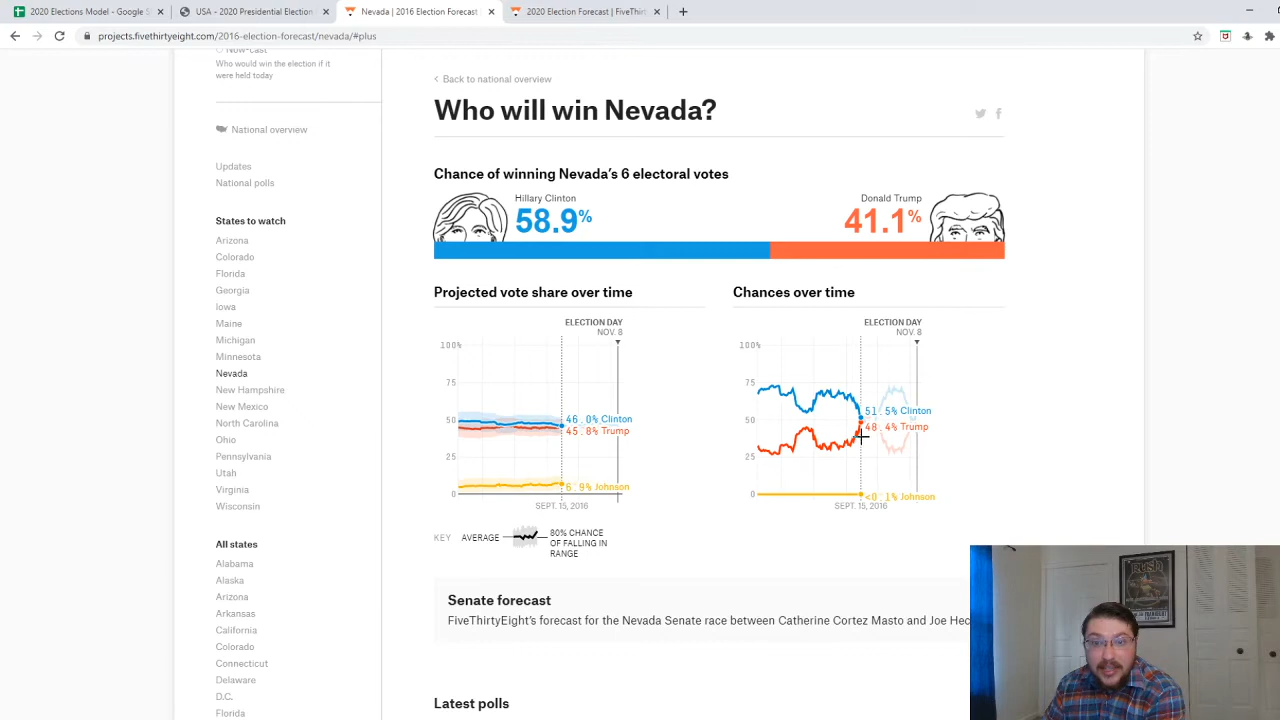 2020 Elections Model - Google S
USA - 2020 Presidential Election
Nevada | 2016 Election Forecast |
2020 Election Forecast | FiveThirt
projects.fivethirtyeight.com/2016-election-forecast/nevada/#plus
Now-cast
Who would win the election if it
were held today
National overview
Updates
National polls
States to watch
Arizona
Colorado
Florida
Georgia
Iowa
Maine
Michigan
Minnesota
Nevada
New Hampshire
New Mexico
North Carolina
Ohio
Pennsylvania
Utah
Virginia
Wisconsin
All states
Alabama
Alaska
Arizona
Arkansas
California
Colorado
Connecticut
Delaware
D.C.
Florida
< Back to national overview
Who will win Nevada?
Chance of winning Nevada's 6 electoral votes
Hillary Clinton
58.9%
Donald Trump
41.1%
Projected vote share over time
ELECTION DAY
NOV. 8
100%
75
50
25
0
46.0% Clinton
45.8% Trump
6.9% Johnson
SEPT. 15, 2016
KEY AVERAGE
80% CHANCE
OF FALLING IN
RANGE
Chances over time
ELECTION DAY
NOV. 8
100%
75
50
25
0
51.5% Clinton
48.4% Trump
<0.1% Johnson
SEPT. 15, 2016
Senate forecast
FiveThirtyEight's forecast for the Nevada Senate race between Catherine Cortez Masto and Joe Hec
Latest polls
Rush